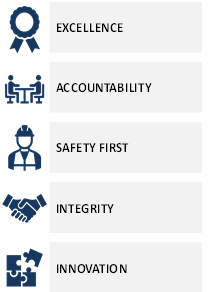 EXCELLENCE
ACCOUNTABILITY
SAFETY FIRST
INTEGRITY
INNOVATION